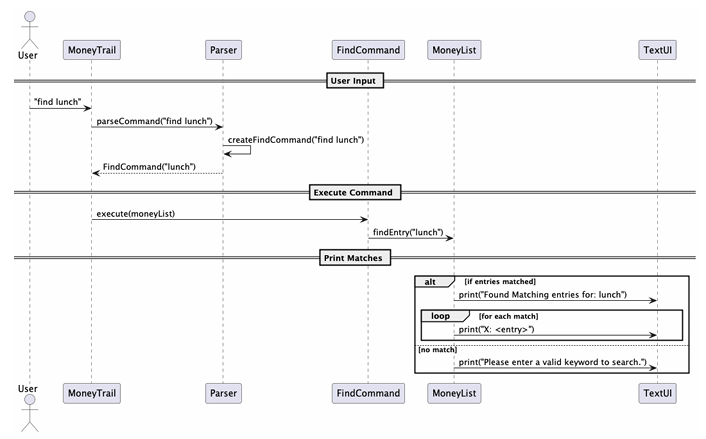 User MoneyTrail Parser FindCommand MoneyList TextUI
User Input
"find lunch"
parseCommand("find lunch")
createFindCommand("find lunch")
FindCommand("lunch")
Execute Command
execute(moneyList)
findEntry("lunch")
Print Matches
alt [if entries matched]
print("Found Matching entries for: lunch")
loop [for each match]
print("X: <entry>")
[no match]
print("Please enter a valid keyword to search.")
User MoneyTrail Parser FindCommand MoneyList TextUI